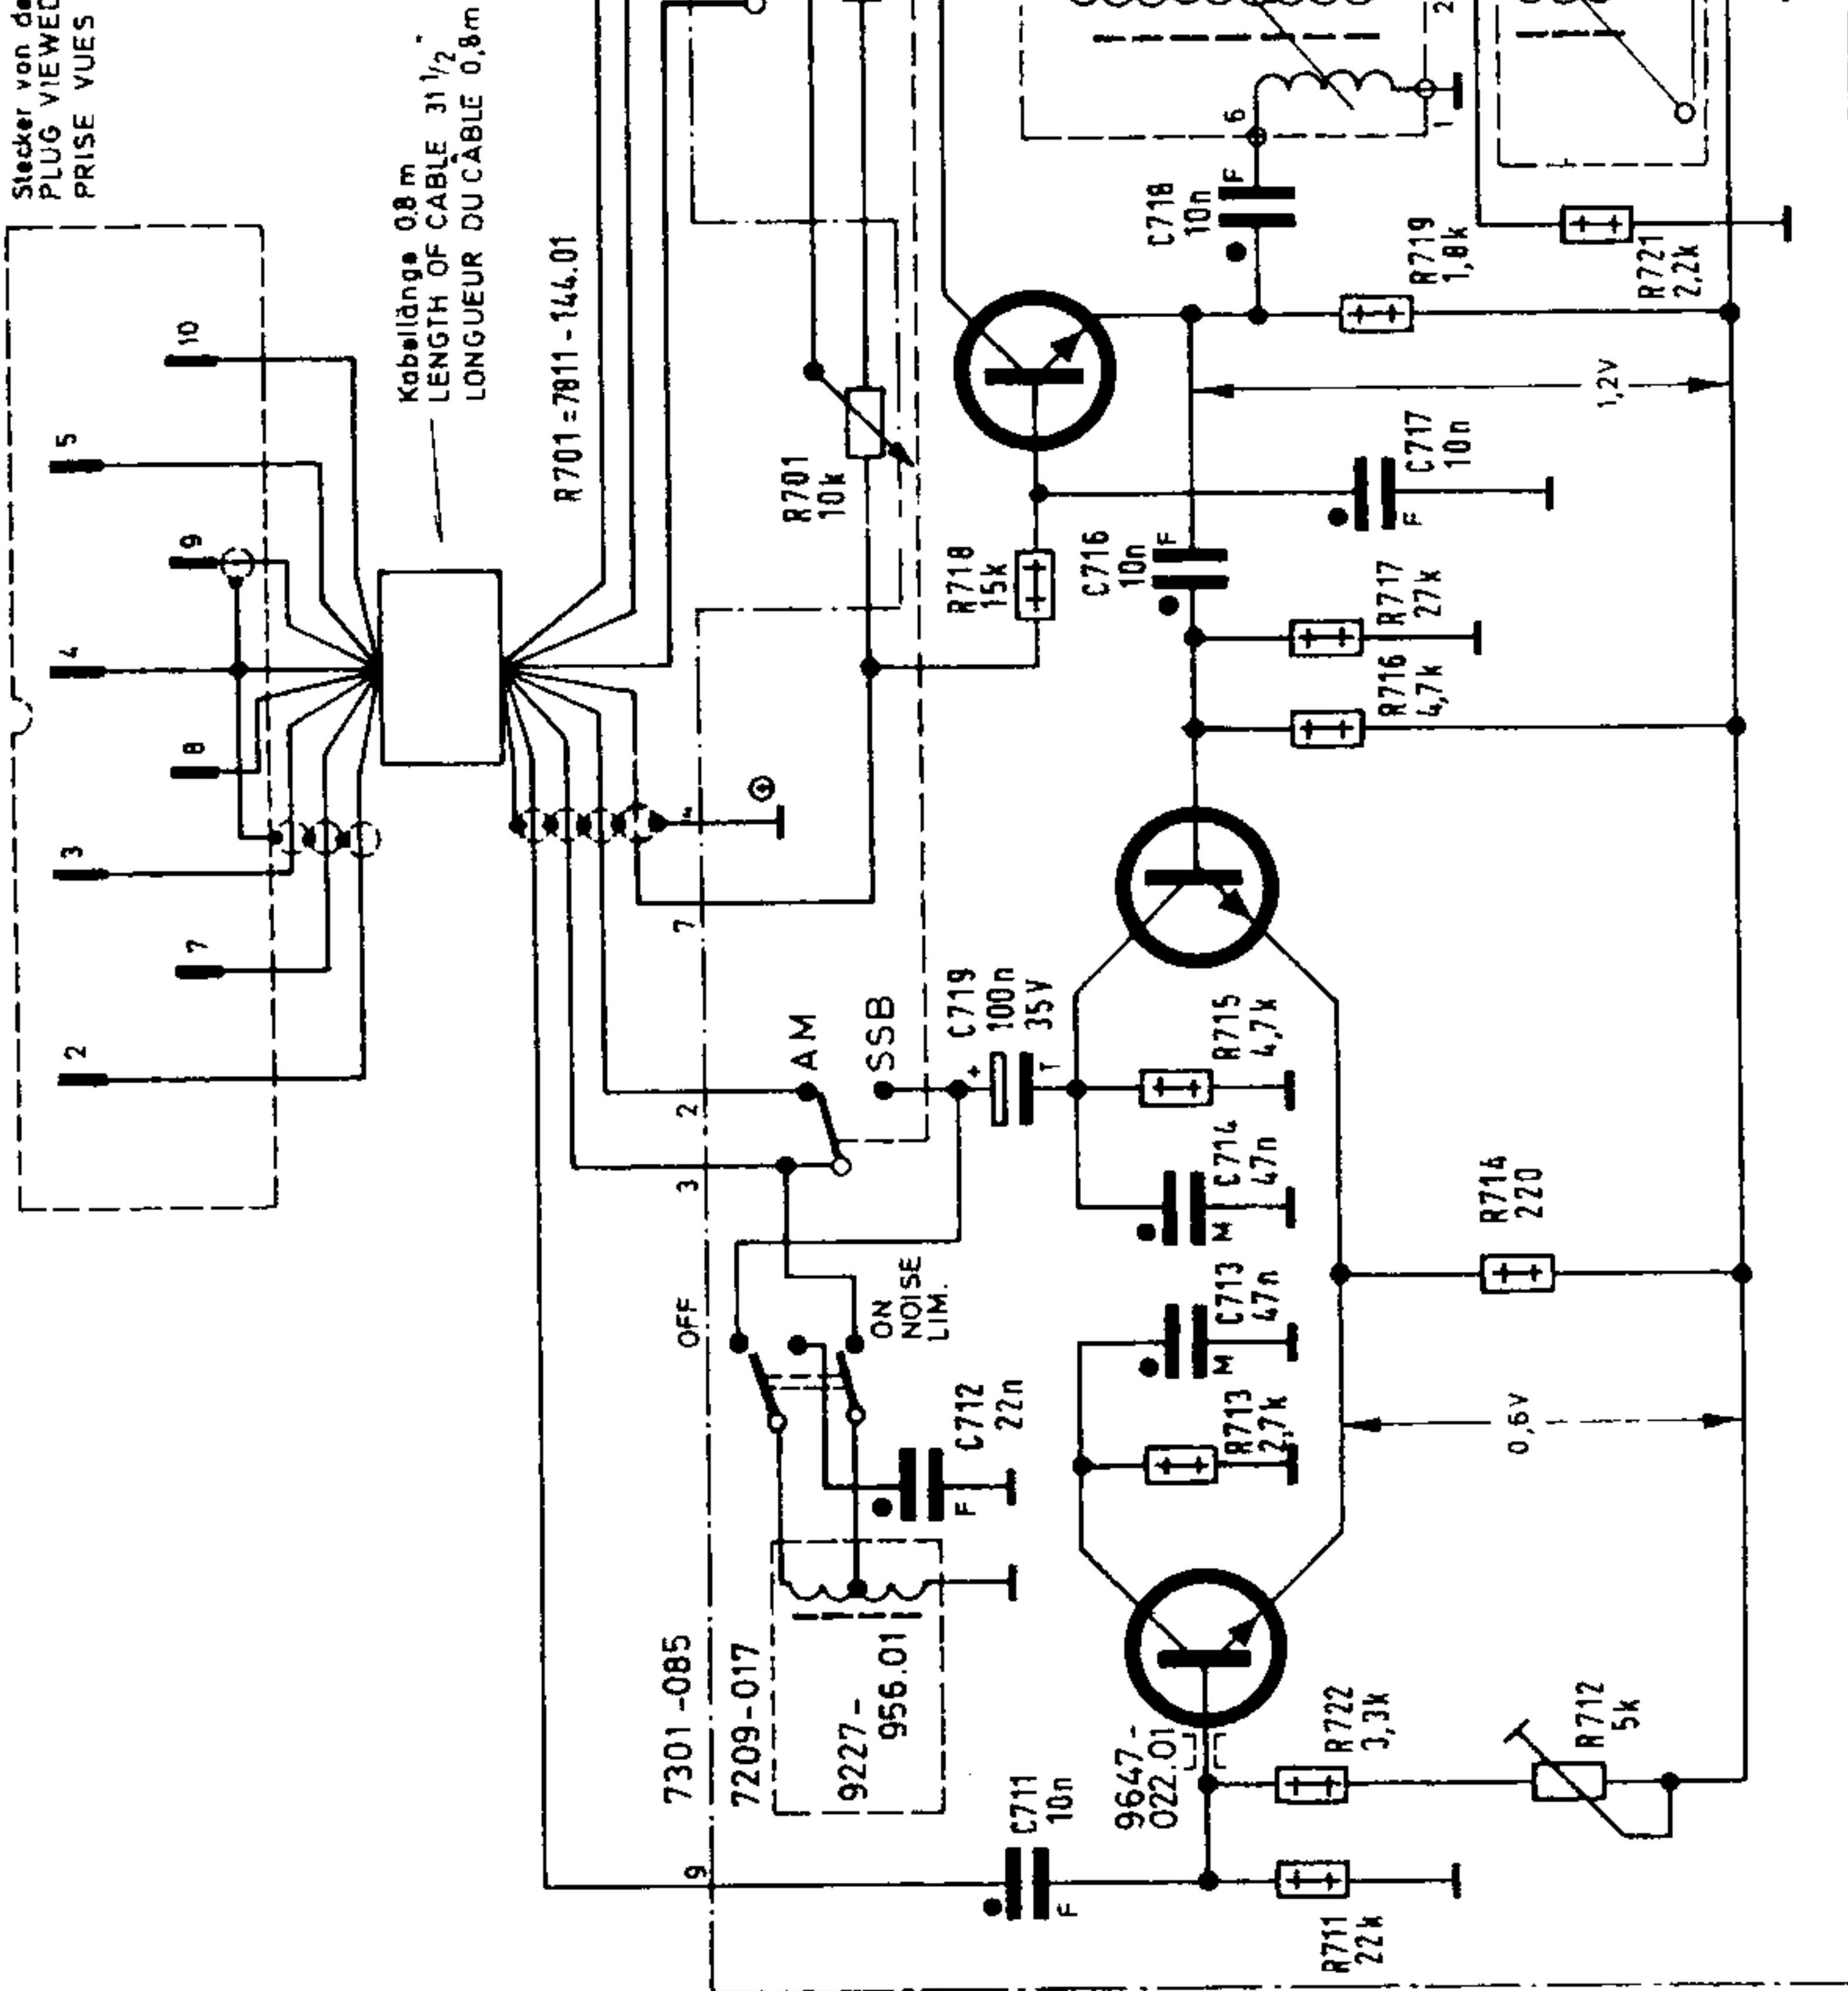 Stecker von de
PLUG VIEWED
PRISE VUES
2
7
3
8
4
9
5
10
Kabellänge 0.8 m
LENGTH OF CABLE 31 1/2"
LONGUEUR DU CÂBLE 0,8m
R701=7811-144.01
9
3
2
7
OFF
ON
NOISE
LIM.
AM
SSB
R701
10k
7301-085
7209-017
9227-
956.01
C712
22n
F
C719
100n
35V
+
T
R718
15k
C716
10n
F
C718
10n
F
6
1
2
C711
10n
F
9647-
022.01
R713
2,7k
C713
47n
M
C714
47n
M
R715
4,7k
R716
4,7k
R717
27k
C717
10n
F
R719
1,8k
R721
2,2k
F
R711
22k
R722
3,3k
R712
5k
R714
220
0,6V
1,2V